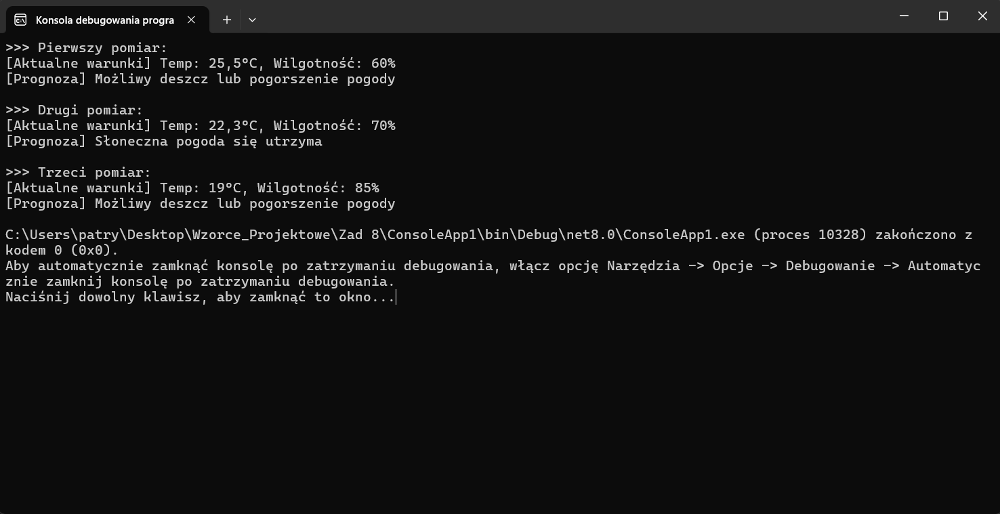 Konsola debugowania progra
>>> Pierwszy pomiar:
[Aktualne warunki] Temp: 25,5°C, Wilgotność: 60%
[Prognoza] Możliwy deszcz lub pogorszenie pogody
>>> Drugi pomiar:
[Aktualne warunki] Temp: 22,3°C, Wilgotność: 70%
[Prognoza] Słoneczna pogoda się utrzyma
>>> Trzeci pomiar:
[Aktualne warunki] Temp: 19°C, Wilgotność: 85%
[Prognoza] Możliwy deszcz lub pogorszenie pogody
C:\Users\patry\Desktop\Wzorce_Projektowe\Zad 8\ConsoleApp1\bin\Debug\net8.0\ConsoleApp1.exe (proces 10328) zakończono z
kodem 0 (0x0).
Aby automatycznie zamknąć konsolę po zatrzymaniu debugowania, włącz opcję Narzędzia -> Opcje -> Debugowanie -> Automatyc
znie zamknij konsolę po zatrzymaniu debugowania.
Naciśnij dowolny klawisz, aby zamknąć to okno...